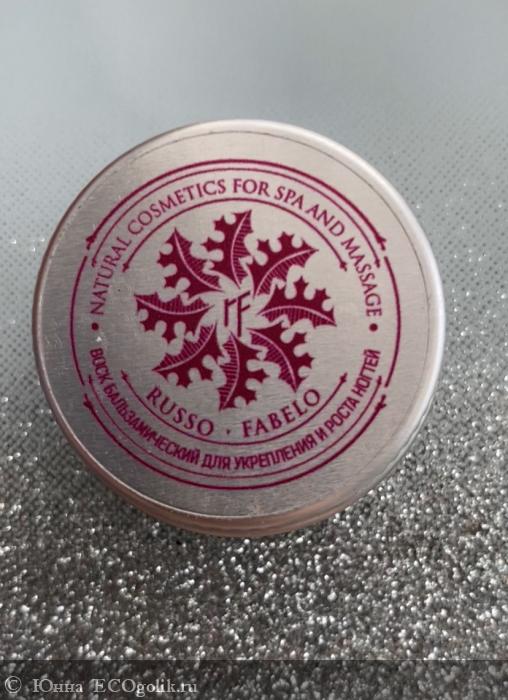 NATURAL COSMETICS FOR SPA AND MASSAGE
rF
RUSSO · FABELO
ВОСК БАЛЬЗАМИЧЕСКИЙ ДЛЯ УКРЕПЛЕНИЯ И РОСТА НОГТЕЙ
© Юнна ECOgolik.ru